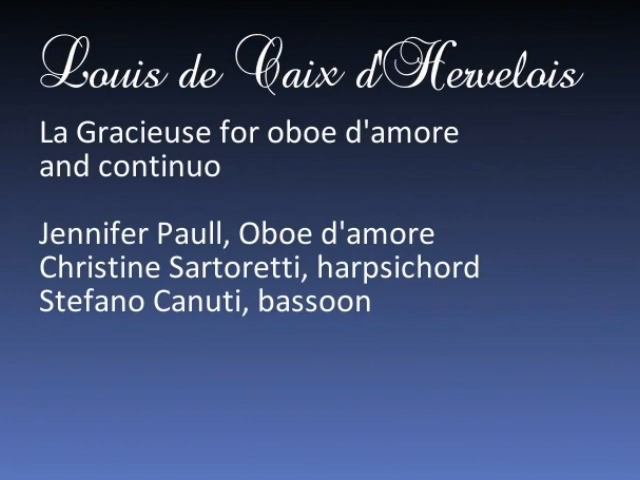 Louis de Caix d'Hervelois
La Gracieuse for oboe d'amore
and continuo
Jennifer Paull, Oboe d'amore
Christine Sartoretti, harpsichord
Stefano Canuti, bassoon